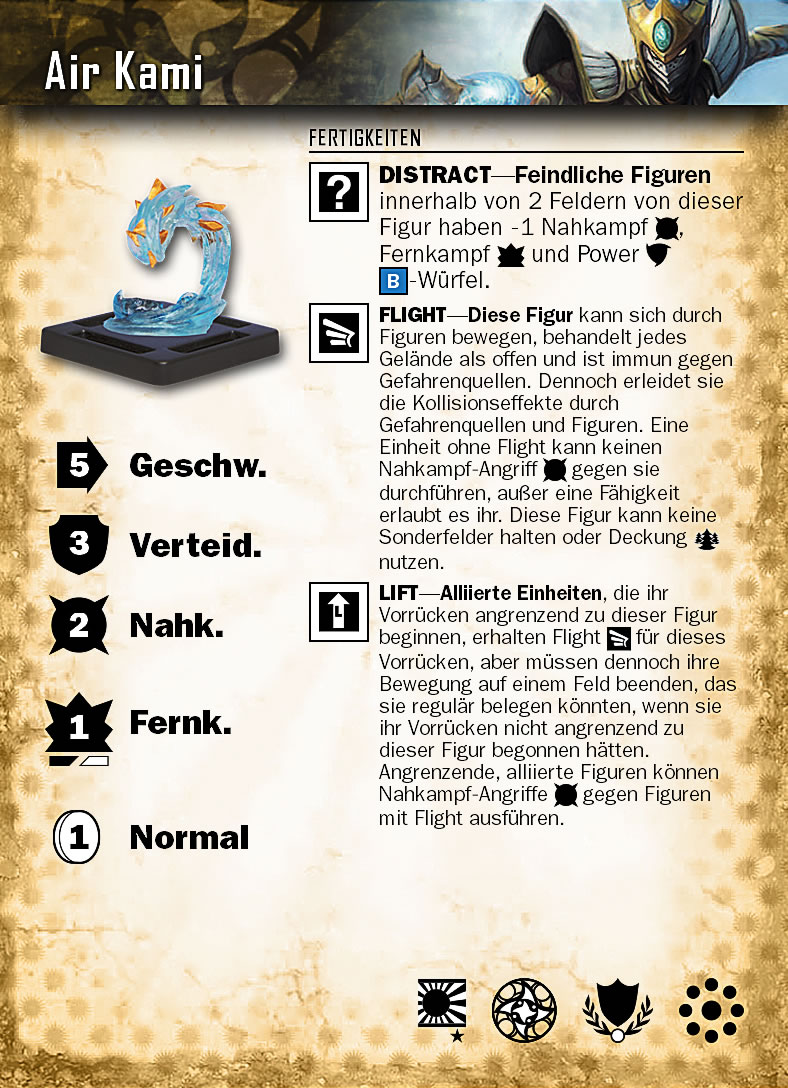 Air Kami
FERTIGKEITEN
?
DISTRACT—Feindliche Figuren
innerhalb von 2 Feldern von dieser
Figur haben -1 Nahkampf ,
Fernkampf und Power
B -Würfel.
FLIGHT—Diese Figur kann sich durch
Figuren bewegen, behandelt jedes
Gelände als offen und ist immun gegen
Gefahrenquellen. Dennoch erleidet sie
die Kollisionseffekte durch
Gefahrenquellen und Figuren. Eine
Einheit ohne Flight kann keinen
Nahkampf-Angriff gegen sie
durchführen, außer eine Fähigkeit
erlaubt es ihr. Diese Figur kann keine
Sonderfelder halten oder Deckung
nutzen.
L
LIFT—Alliierte Einheiten, die ihr
Vorrücken angrenzend zu dieser Figur
beginnen, erhalten Flight für dieses
Vorrücken, aber müssen dennoch ihre
Bewegung auf einem Feld beenden, das
sie regulär belegen könnten, wenn sie
ihr Vorrücken nicht angrenzend zu
dieser Figur begonnen hätten.
Angrenzende, alliierte Figuren können
Nahkampf-Angriffe gegen Figuren
mit Flight ausführen.
5 Geschw.
3 Verteid.
2 Nahk.
1 Fernk.
1 Normal